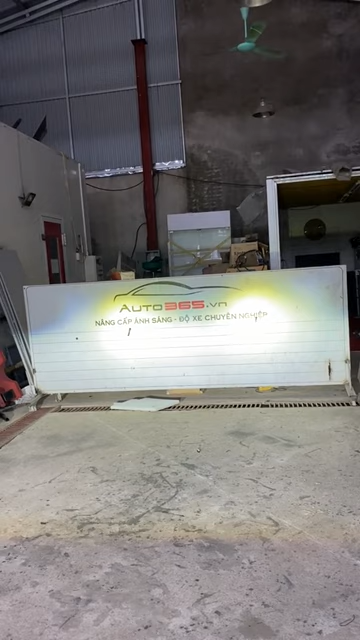 AUTO365.vn
NÂNG CẤP ÁNH SÁNG - ĐỘ XE CHUYÊN NGHIỆP